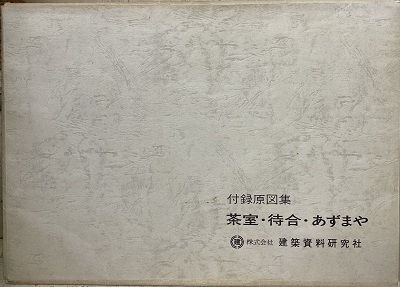 付録原図集
茶室・待合・あずまや
建 株式会社 建築資料研究社